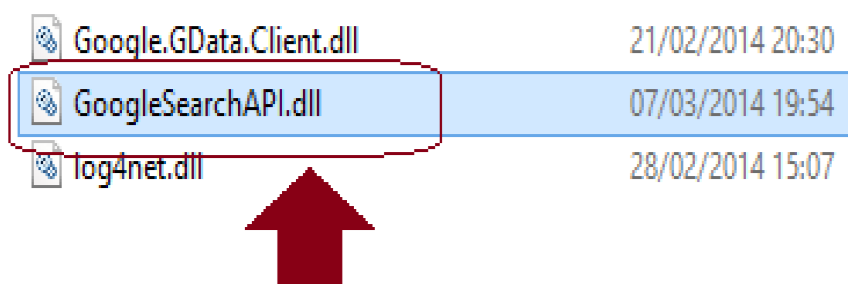 Google.GData.Client.dll 21/02/2014 20:30
GoogleSearchAPI.dll 07/03/2014 19:54
log4net.dll 28/02/2014 15:07